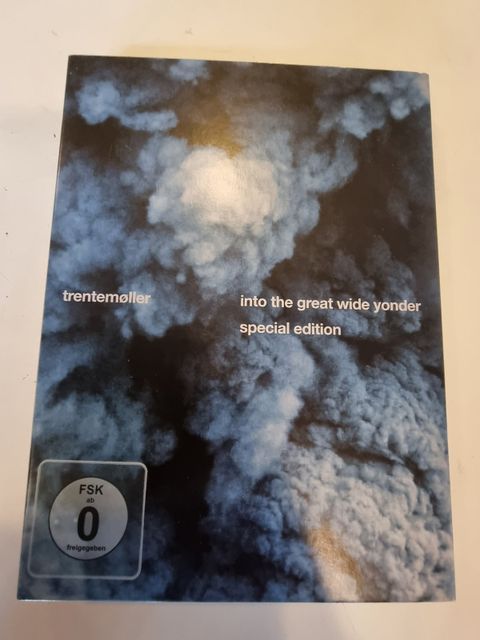 trentemøller
into the great wide yonder
special edition
FSK
ab
0
freigegeben